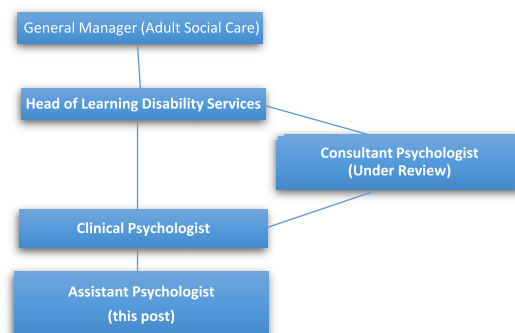 General Manager (Adult Social Care)
Head of Learning Disability Services
Consultant Psychologist
(Under Review)
Clinical Psychologist
Assistant Psychologist
(this post)